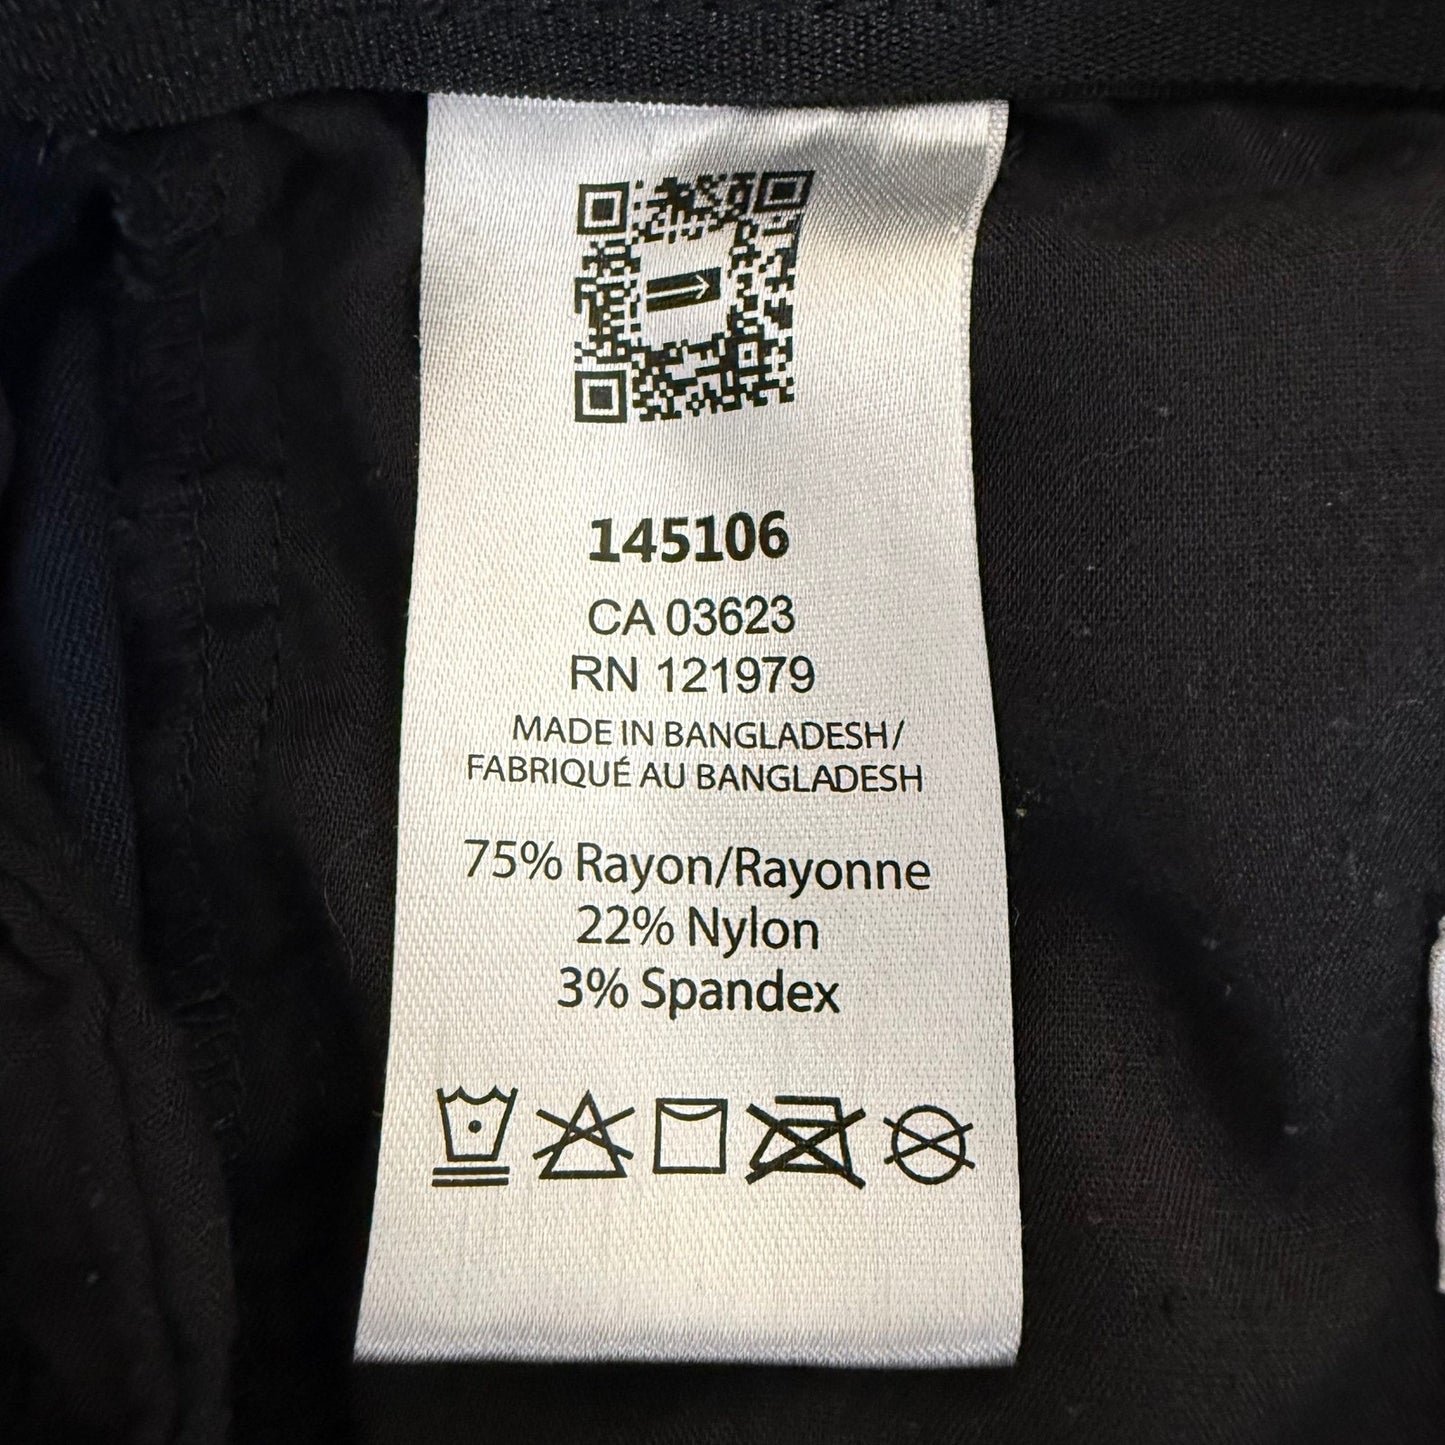 145106
CA 03623
RN 121979
MADE IN BANGLADESH/
FABRIQUÉ AU BANGLADESH
75% Rayon/Rayonne
22% Nylon
3% Spandex